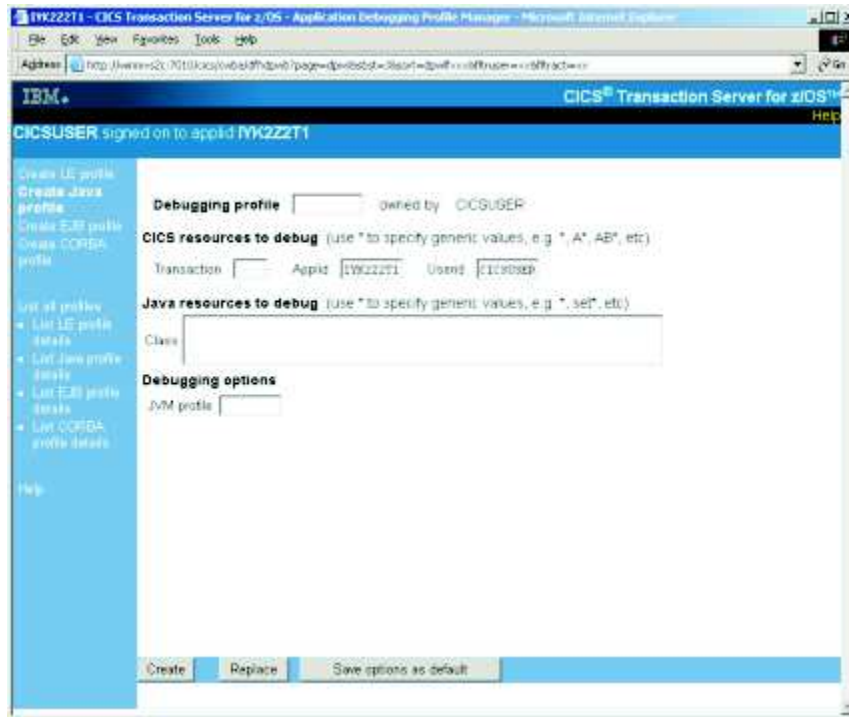 IYK2Z2T1 - CICS Transaction Server for z/OS - Application Debugging Profile Manager - Microsoft Internet Explorer
File Edit View Favorites Tools Help
Address Go
IBM. CICS® Transaction Server for z/OS™
Help
CICSUSER signed on to applid IYK2Z2T1
Create LE profile
Create Java
profile
Create EJB profile
Create CORBA
profile
List all profiles
List LE profile
details
List Java profile
details
List EJB profile
details
List CORBA
profile details
Help
Debugging profile owned by CICSUSER
CICS resources to debug (use * to specify generic values, e.g. *, A*, AB*, etc)
Transaction Applid IYK2Z2T1 Userid CICSUSER
Java resources to debug (use * to specify generic values, e.g. *, set*, etc)
Class
Debugging options
JVM profile
Create Replace Save options as default